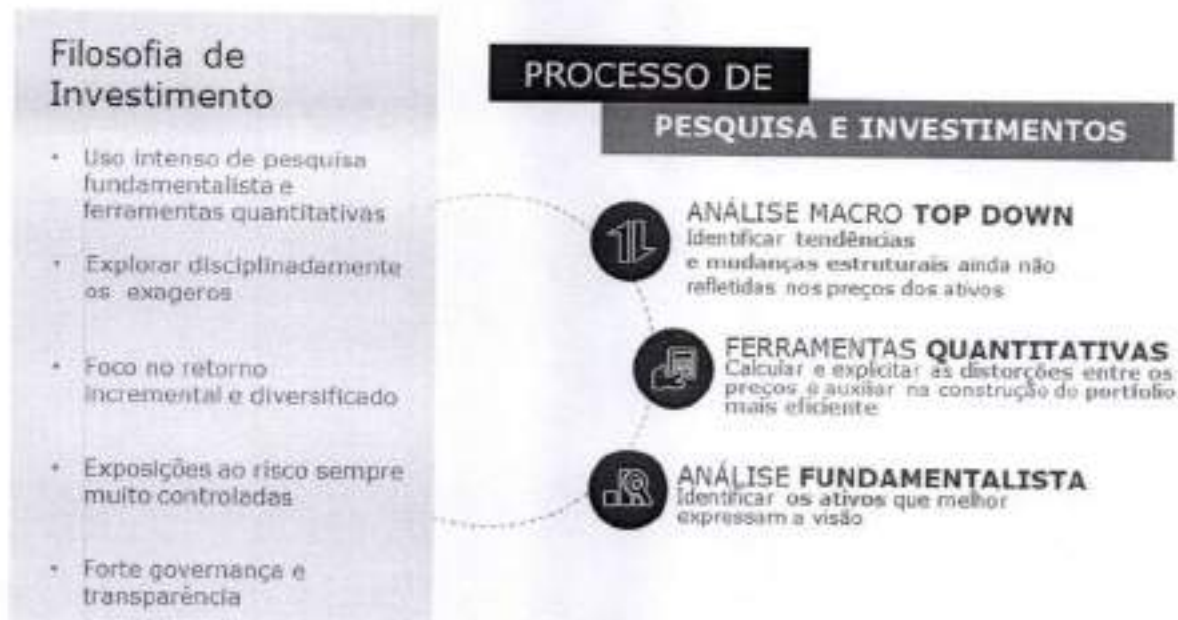 Filosofia de
Investimento
• Uso intenso de pesquisa
fundamentalista e
ferramentas quantitativas
• Explorar disciplinadamente
os exageros
• Foco no retorno
incremental e diversificado
• Exposições ao risco sempre
muito controladas
• Forte governança e
transparência
PROCESSO DE
PESQUISA E INVESTIMENTOS
ANÁLISE MACRO TOP DOWN
Identificar tendências
e mudanças estruturais ainda não
refletidas nos preços dos ativos
FERRAMENTAS QUANTITATIVAS
Calcular e explicitar as distorções entre os
preços e auxiliar na construção do portfolio
mais eficiente
ANÁLISE FUNDAMENTALISTA
Identificar os ativos que melhor
expressam a visão